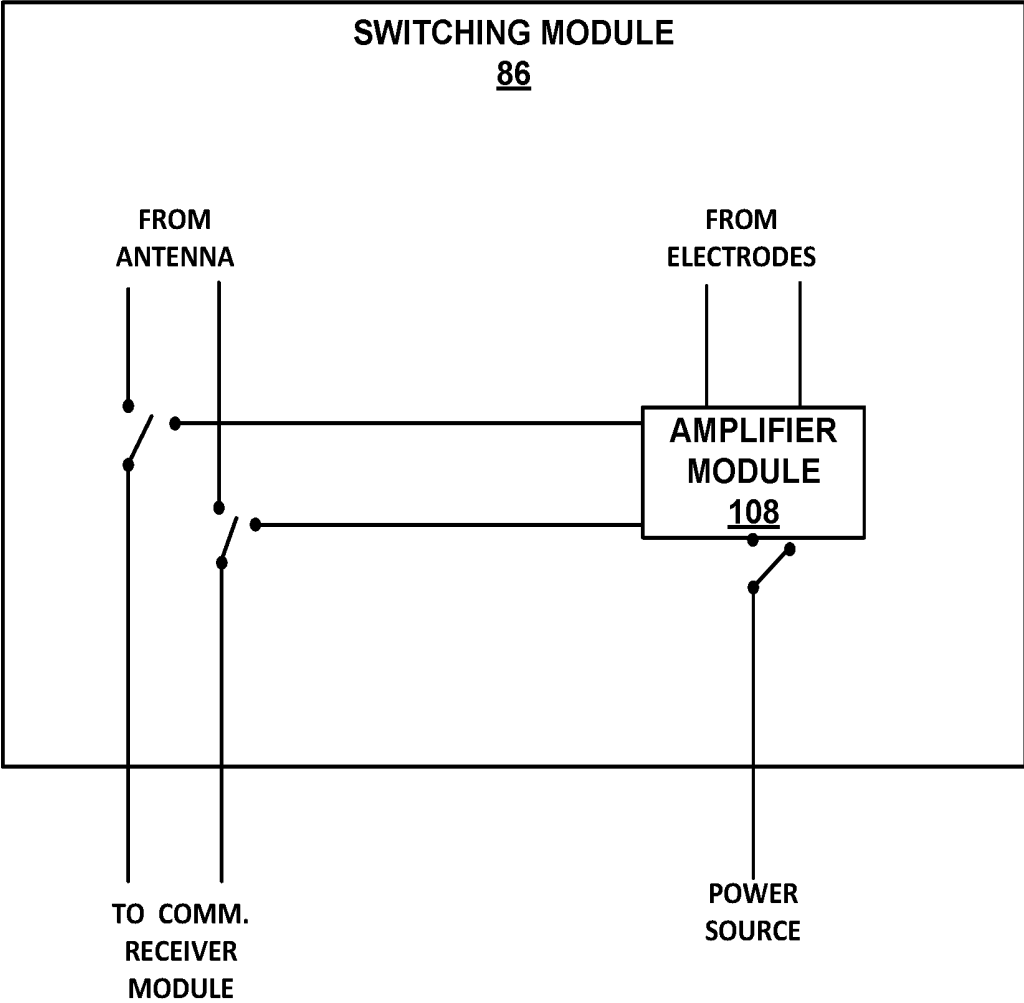 SWITCHING MODULE
86
FROM
ANTENNA
FROM
ELECTRODES
AMPLIFIER
MODULE
108
TO COMM.
RECEIVER
MODULE
POWER
SOURCE